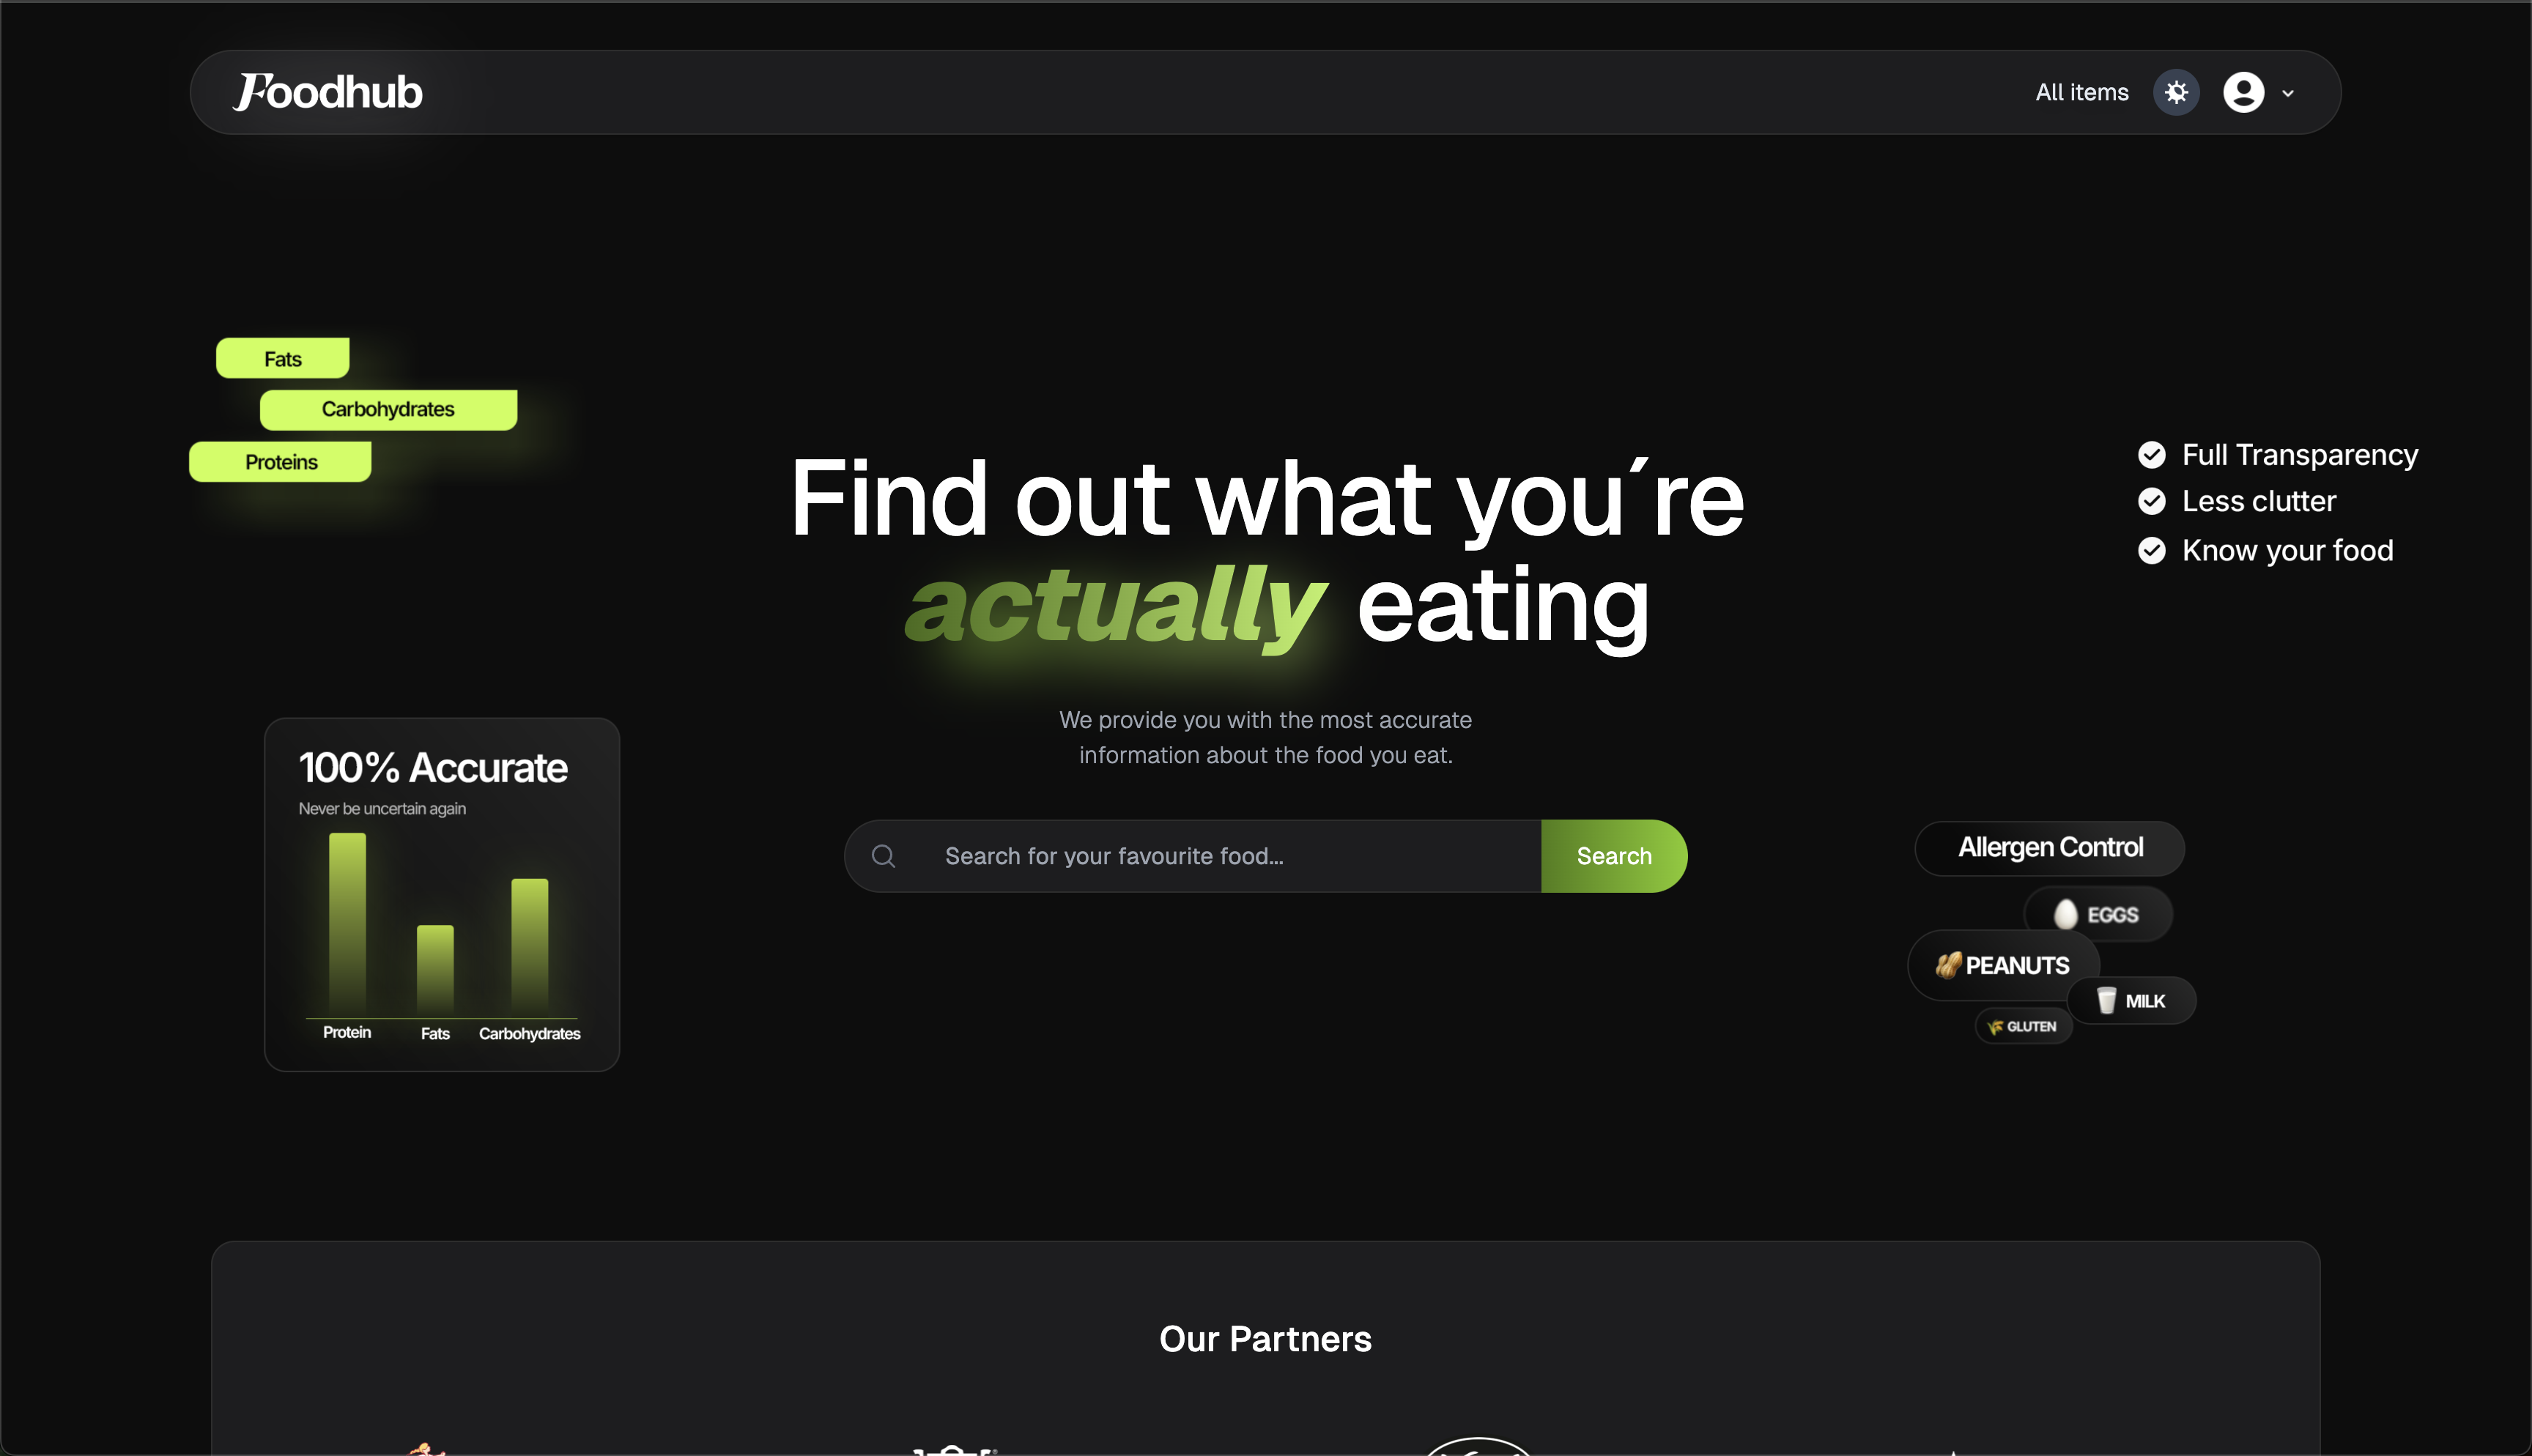 Foodhub
All items
Fats
Carbohydrates
Proteins
Find out what you´re
actually eating
Full Transparency
Less clutter
Know your food
We provide you with the most accurate
information about the food you eat.
100% Accurate
Never be uncertain again
Protein Fats Carbohydrates
Search for your favourite food... Search
Allergen Control
EGGS
PEANUTS
MILK
GLUTEN
Our Partners